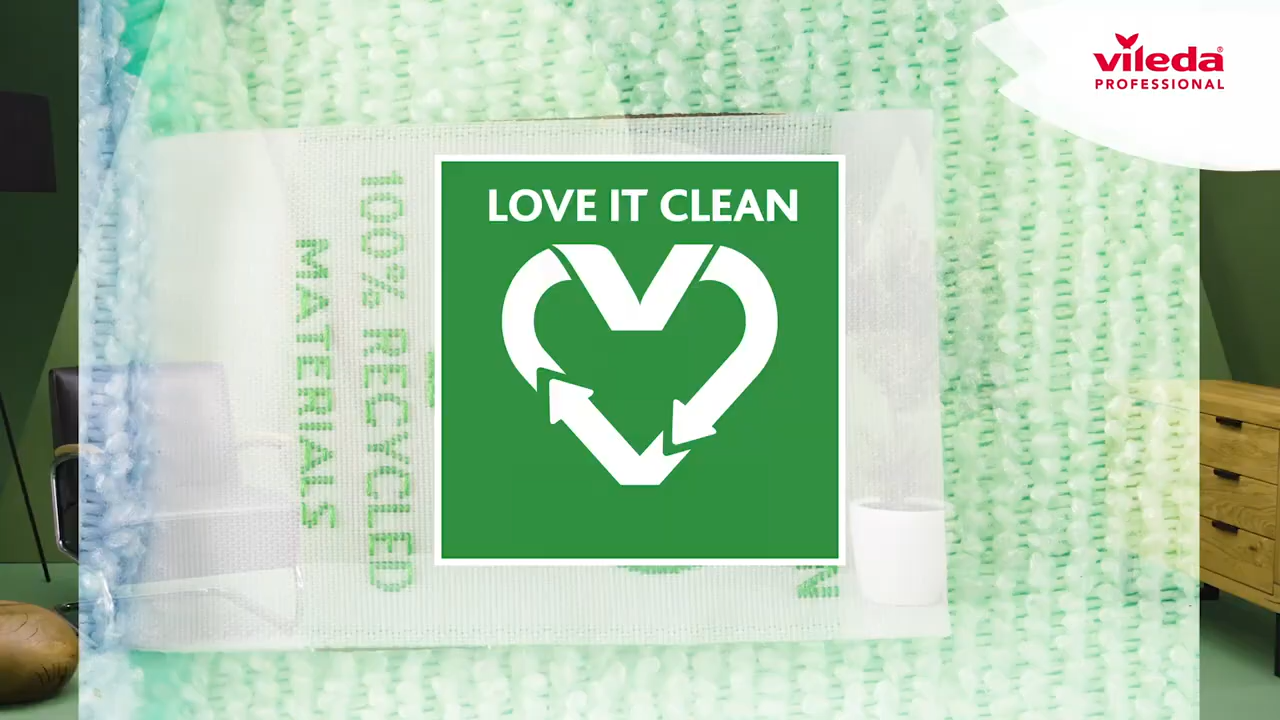 vileda®
PROFESSIONAL
LOVE IT CLEAN
100% RECYCLED
MATERIALS